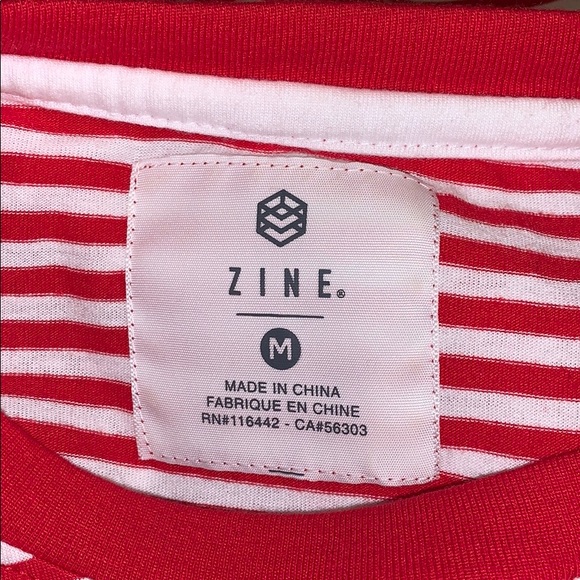 ZINE®
M
MADE IN CHINA
FABRIQUE EN CHINE
RN#116442 - CA#56303